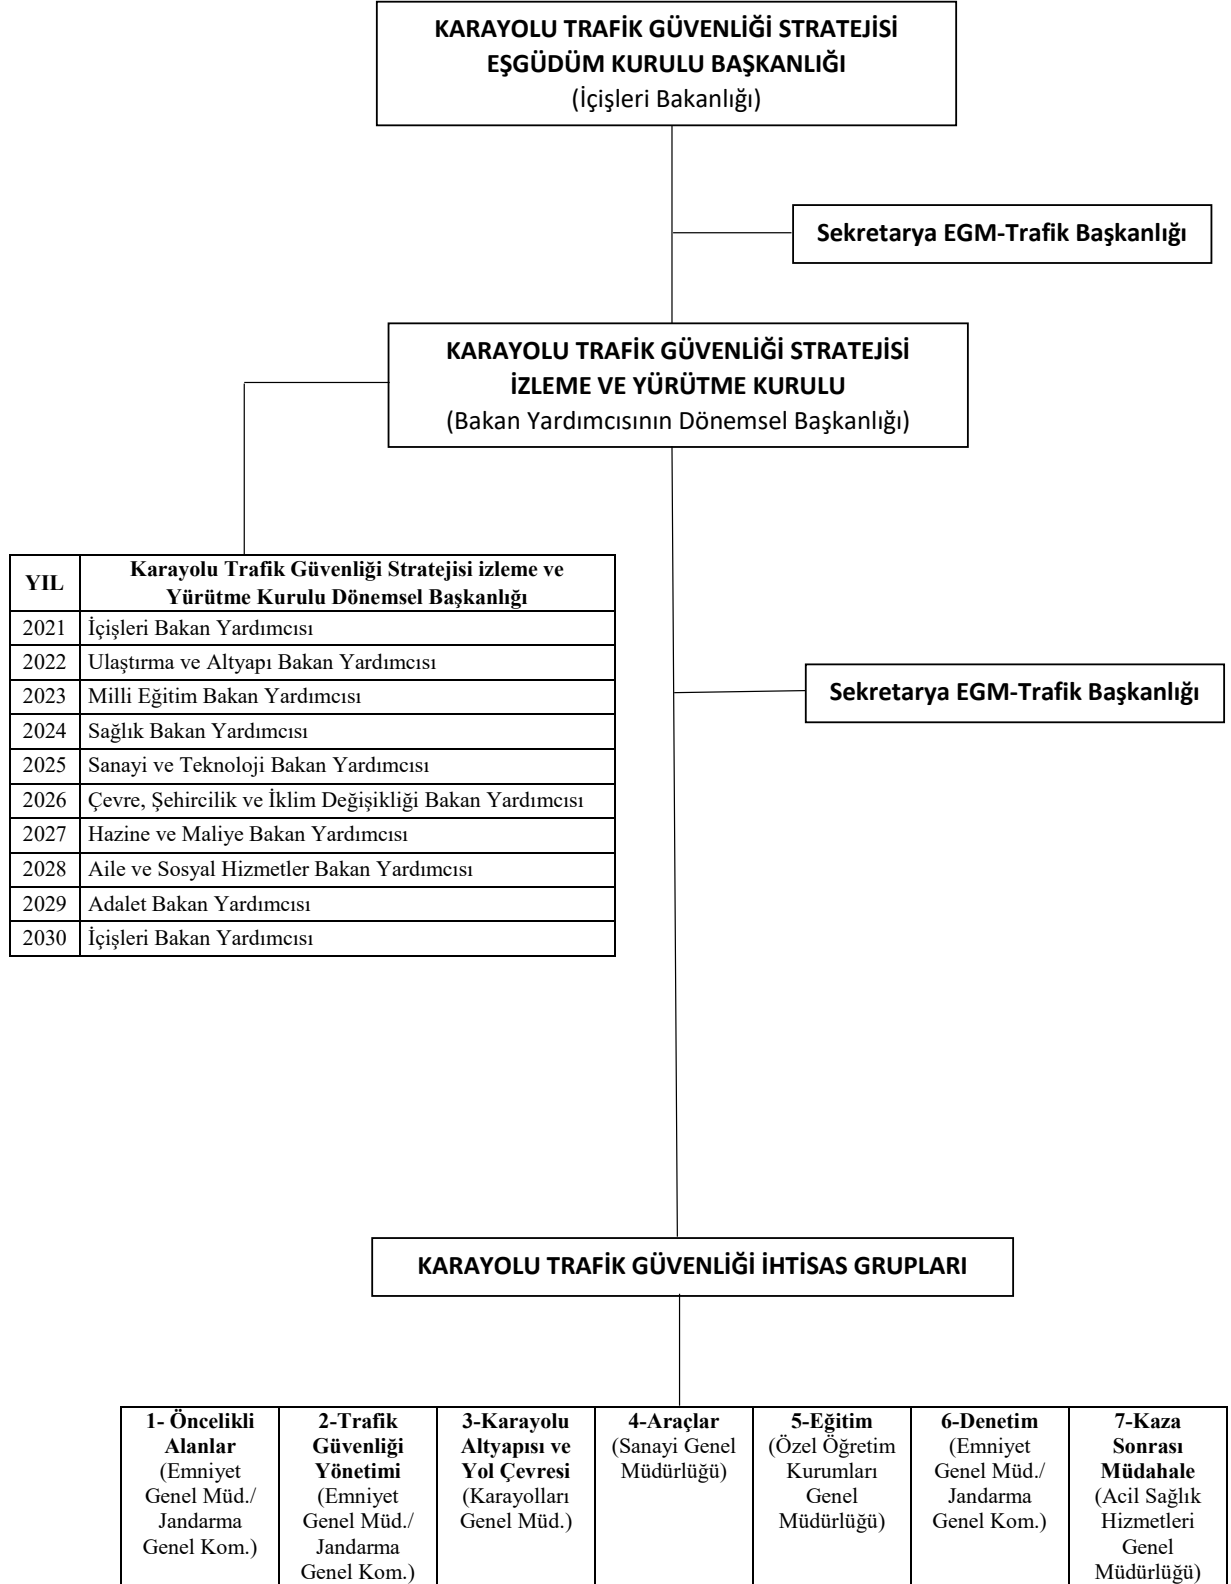 KARAYOLU TRAFİK GÜVENLİĞİ STRATEJİSİ
EŞGÜDÜM KURULU BAŞKANLIĞI
(İçişleri Bakanlığı)
Sekretarya EGM-Trafik Başkanlığı
KARAYOLU TRAFİK GÜVENLİĞİ STRATEJİSİ
İZLEME VE YÜRÜTME KURULU
(Bakan Yardımcısının Dönemsel Başkanlığı)
YIL
Karayolu Trafik Güvenliği Stratejisi izleme ve
Yürütme Kurulu Dönemsel Başkanlığı
2021 İçişleri Bakan Yardımcısı
2022 Ulaştırma ve Altyapı Bakan Yardımcısı
2023 Milli Eğitim Bakan Yardımcısı
2024 Sağlık Bakan Yardımcısı
2025 Sanayi ve Teknoloji Bakan Yardımcısı
2026 Çevre, Şehircilik ve İklim Değişikliği Bakan Yardımcısı
2027 Hazine ve Maliye Bakan Yardımcısı
2028 Aile ve Sosyal Hizmetler Bakan Yardımcısı
2029 Adalet Bakan Yardımcısı
2030 İçişleri Bakan Yardımcısı
Sekretarya EGM-Trafik Başkanlığı
KARAYOLU TRAFİK GÜVENLİĞİ İHTİSAS GRUPLARI
1- Öncelikli
Alanlar
(Emniyet
Genel Müd./
Jandarma
Genel Kom.)
2-Trafik
Güvenliği
Yönetimi
(Emniyet
Genel Müd./
Jandarma
Genel Kom.)
3-Karayolu
Altyapısı ve
Yol Çevresi
(Karayolları
Genel Müd.)
4-Araçlar
(Sanayi Genel
Müdürlüğü)
5-Eğitim
(Özel Öğretim
Kurumları
Genel
Müdürlüğü)
6-Denetim
(Emniyet
Genel Müd./
Jandarma
Genel Kom.)
7-Kaza
Sonrası
Müdahale
(Acil Sağlık
Hizmetleri
Genel
Müdürlüğü)